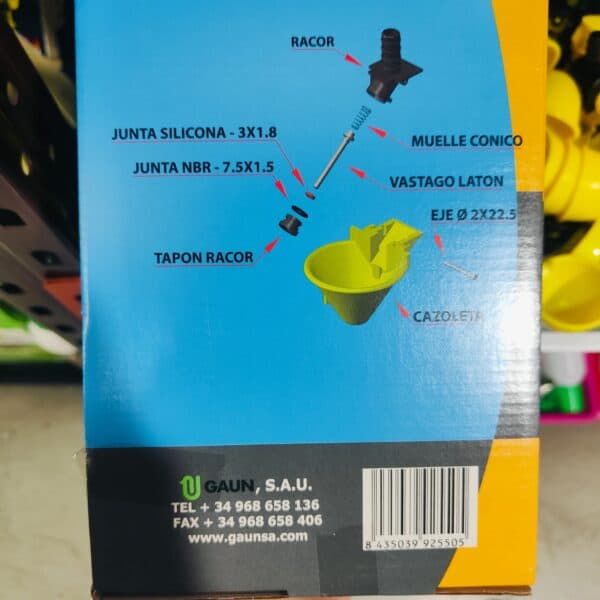 RACOR
JUNTA SILICONA - 3X1.8
MUELLE CONICO
JUNTA NBR - 7.5X1.5
VASTAGO LATON
EJE Ø 2X22.5
TAPON RACOR
CAZOLETA
GAUN, S.A.U.
TEL + 34 968 658 136
FAX + 34 968 658 406
www.gaunsa.com
8 435039 925505